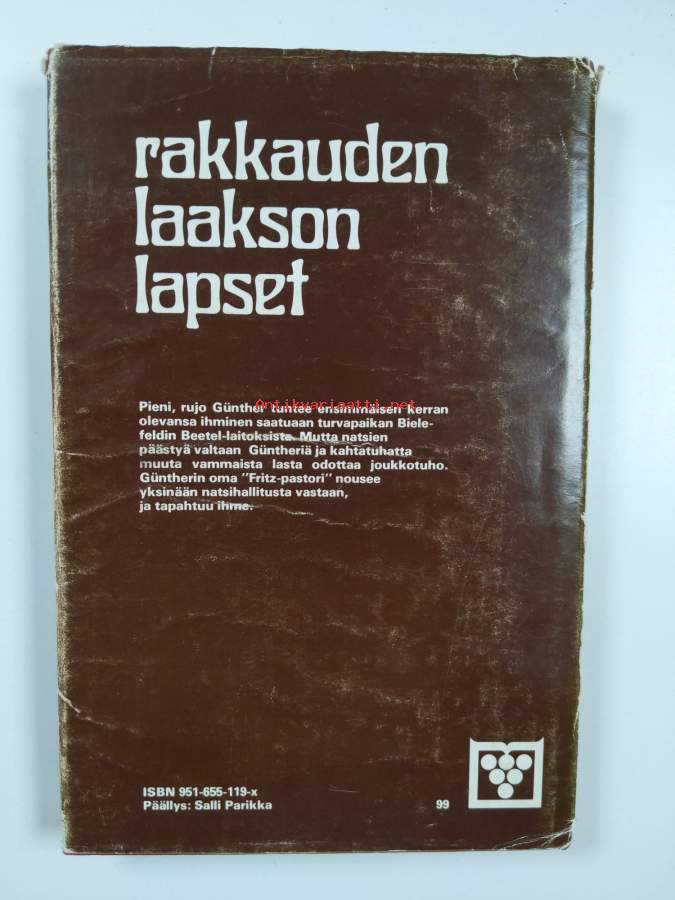 rakkauden
laakson
lapset
Antikvariaatti.net
Pieni, rujo Günther tuntee ensimmäisen kerran
olevansa ihminen saatuaan turvapaikan Biele-
feldin Beetel-laitoksista. Mutta natsien
päästyä valtaan Güntheriä ja kahtatuhatta
muuta vammaista lasta odottaa joukkotuho.
Güntherin oma "Fritz-pastori" nousee
yksinään natsihallitusta vastaan,
ja tapahtuu ihme.
ISBN 951-655-119-x
Päällys: Salli Parikka
99